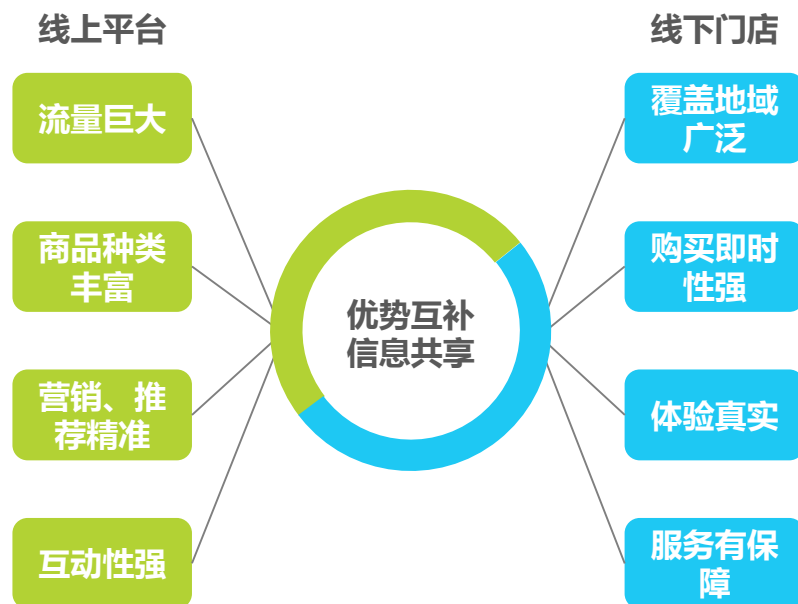 线上平台
线下门店
流量巨大
覆盖地域
广泛
商品种类
丰富
购买即时
性强
优势互补
信息共享
营销、推
荐精准
体验真实
互动性强
服务有保
障